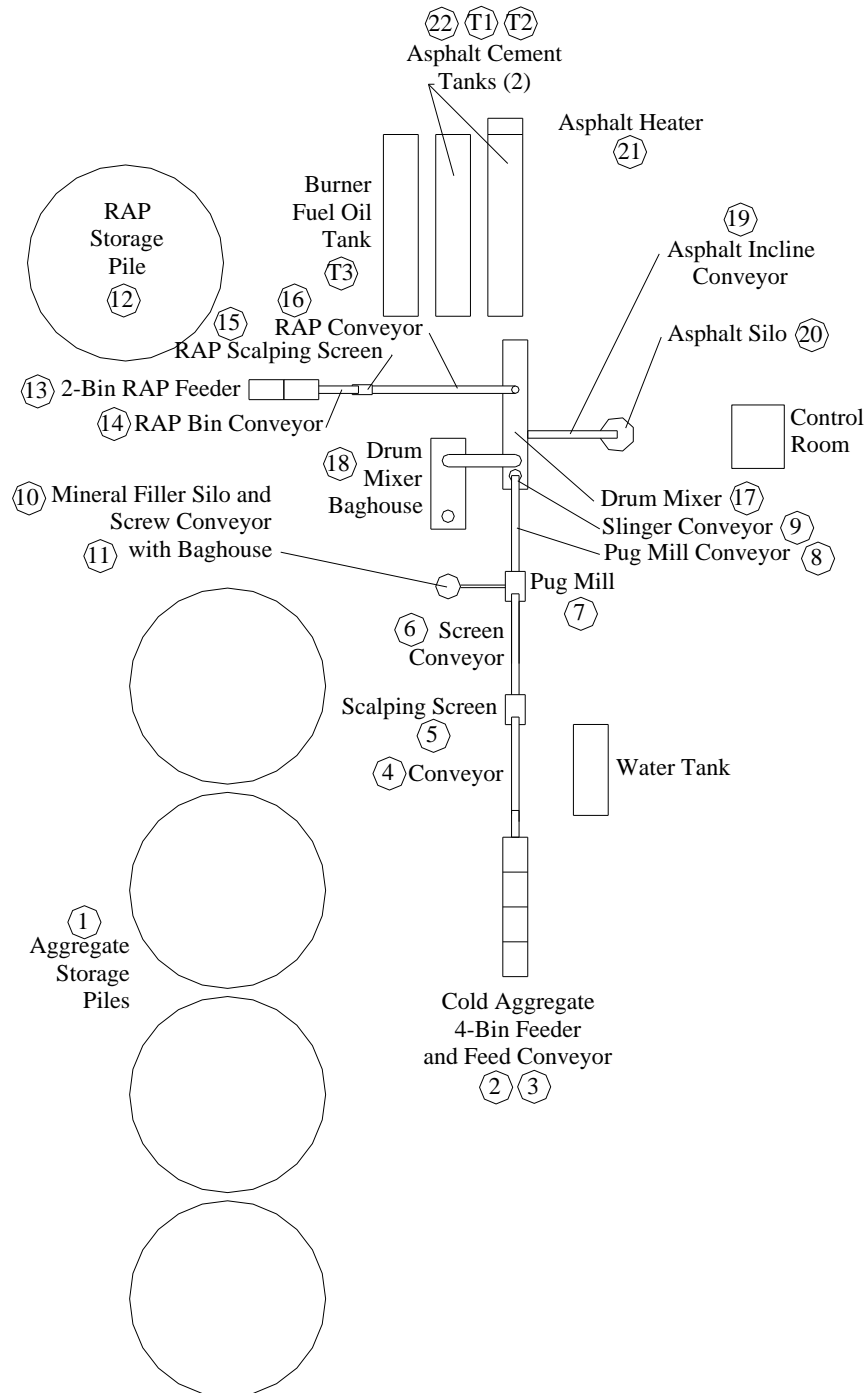 22 T1 T2
Asphalt Cement
Tanks (2)
Asphalt Heater
21
Burner
Fuel Oil
Tank
T3
RAP
Storage
Pile
12
19
Asphalt Incline
Conveyor
16
15 RAP Conveyor
RAP Scalping Screen
Asphalt Silo 20
13 2-Bin RAP Feeder
14 RAP Bin Conveyor
Control
Room
18 Drum
Mixer
Baghouse
10 Mineral Filler Silo and
Screw Conveyor
11 with Baghouse
Drum Mixer 17
Slinger Conveyor 9
Pug Mill Conveyor 8
Pug Mill
7
6 Screen
Conveyor
Scalping Screen
5
4 Conveyor
Water Tank
1
Aggregate
Storage
Piles
Cold Aggregate
4-Bin Feeder
and Feed Conveyor
2 3